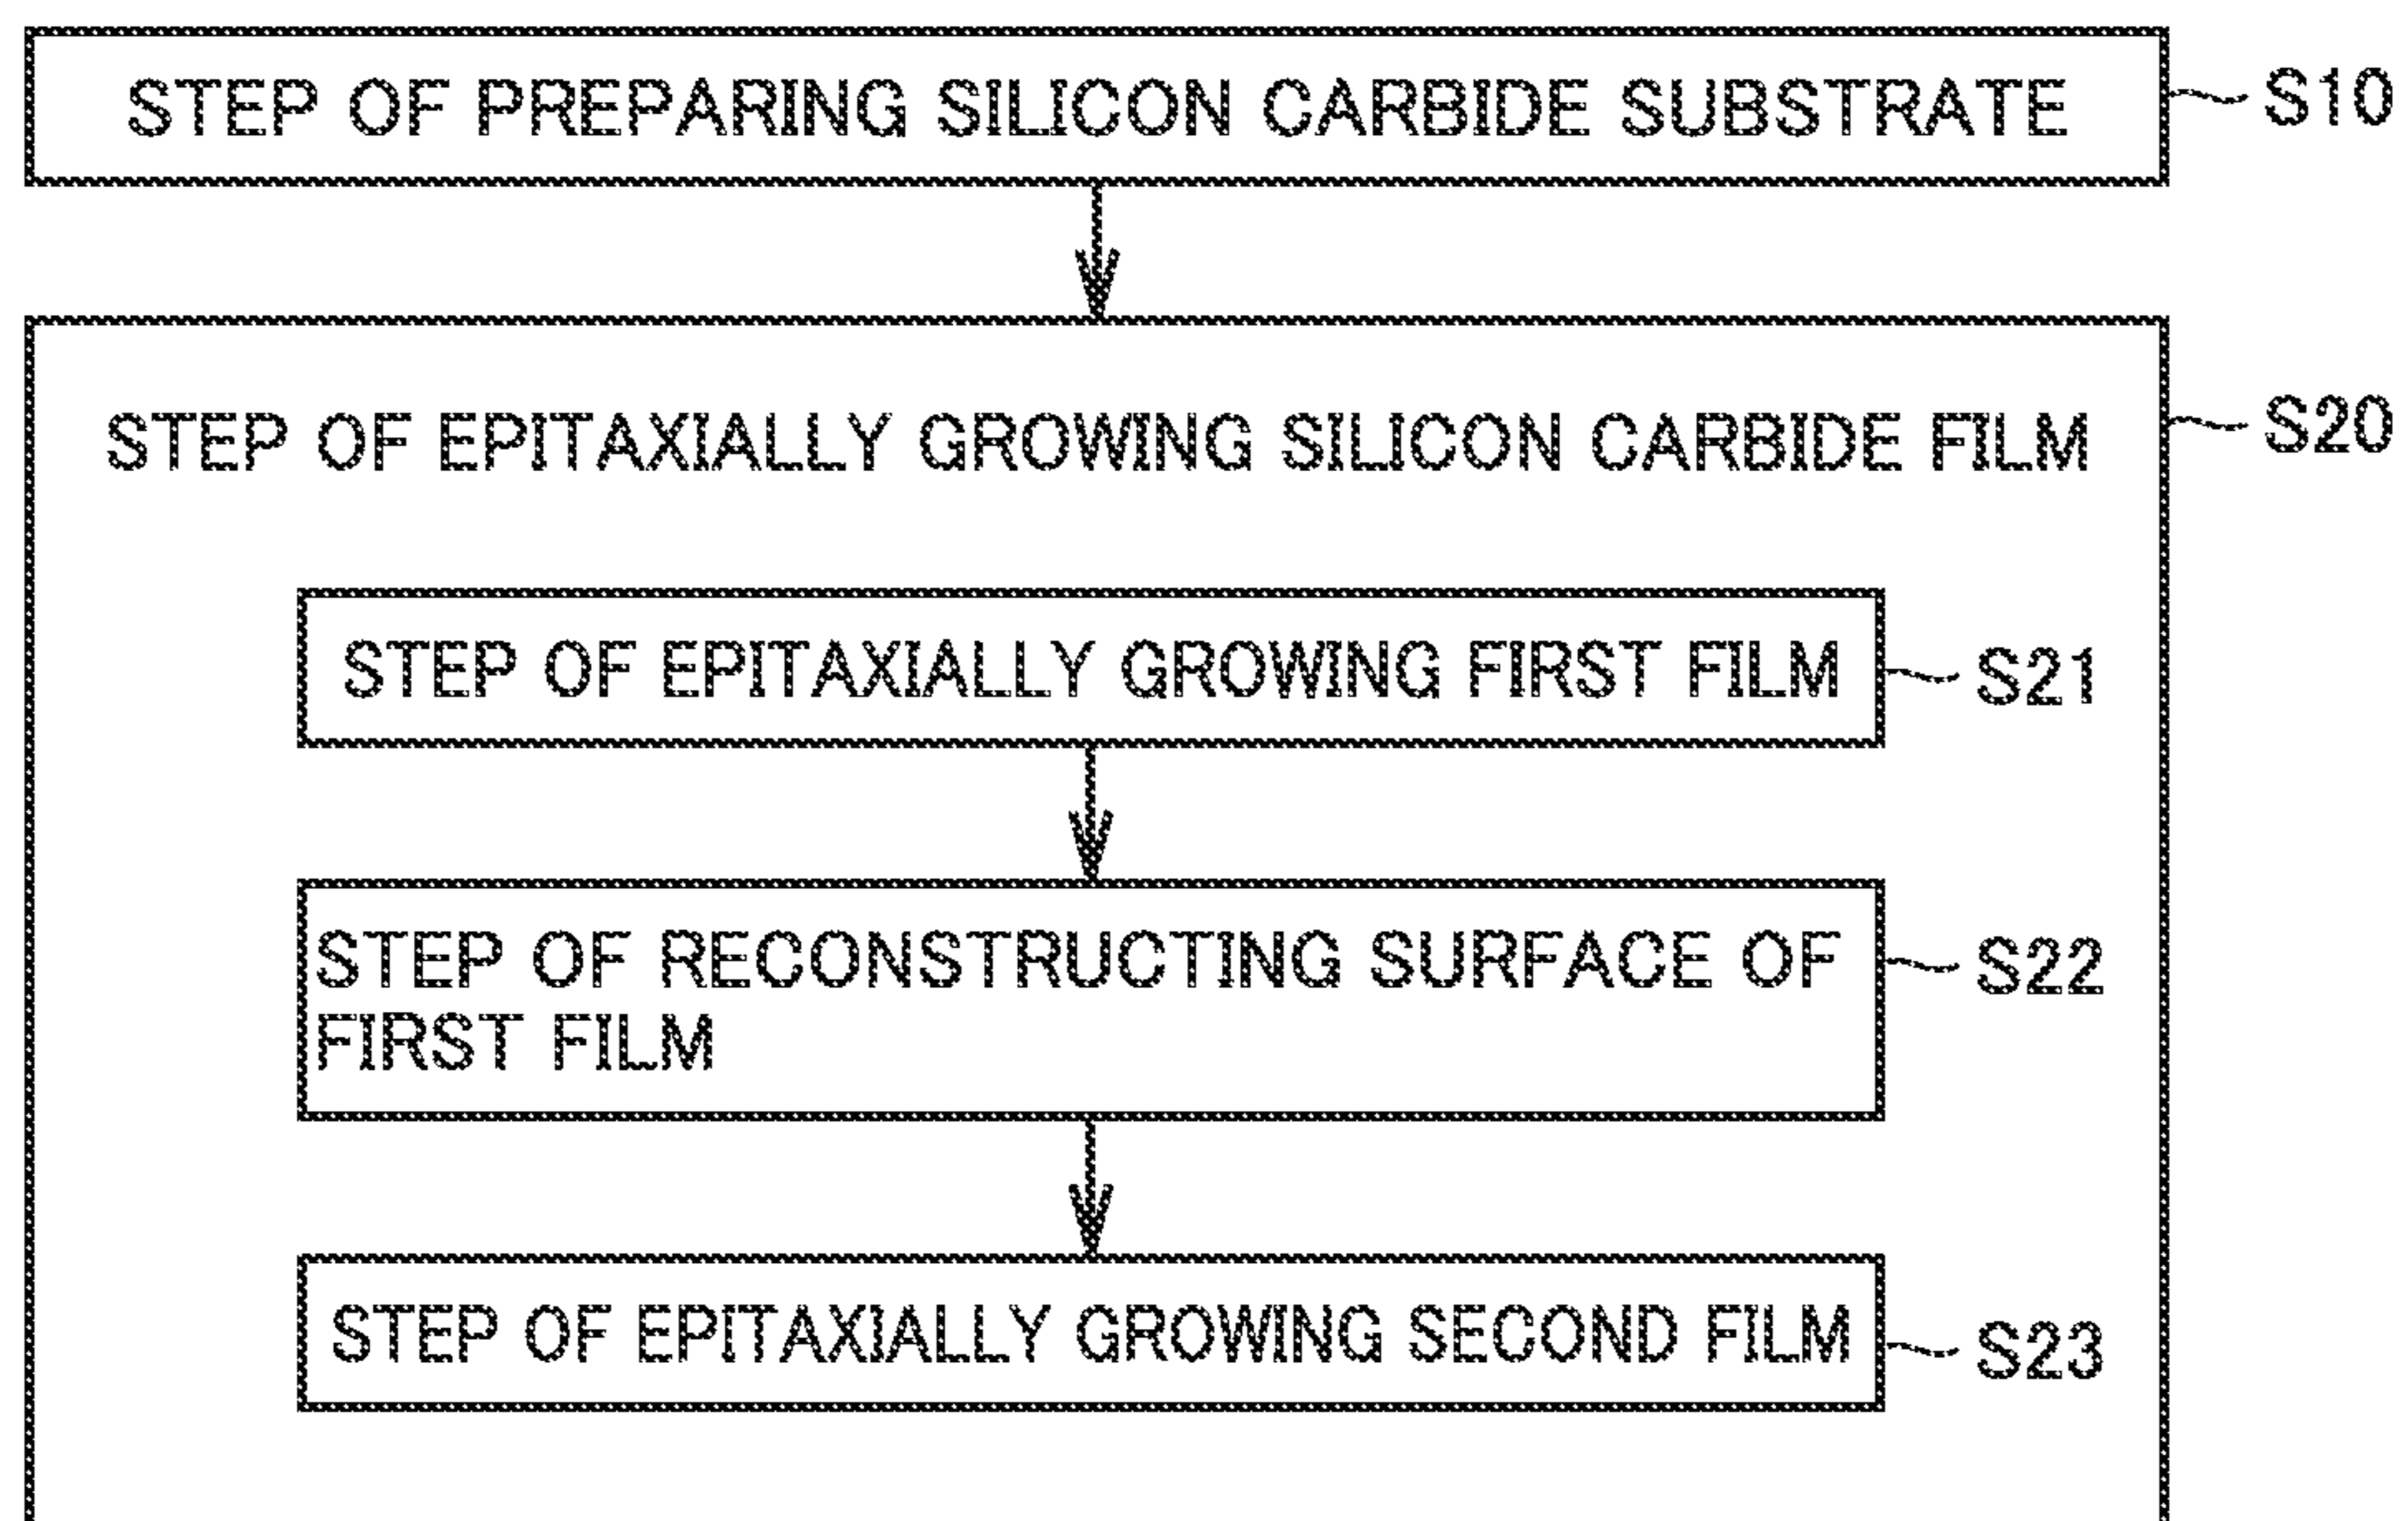 STEP OF PREPARING SILICON CARBIDE SUBSTRATE
S10
STEP OF EPITAXIALLY GROWING SILICON CARBIDE FILM
S20
STEP OF EPITAXIALLY GROWING FIRST FILM
S21
STEP OF RECONSTRUCTING SURFACE OF
FIRST FILM
S22
STEP OF EPITAXIALLY GROWING SECOND FILM
S23